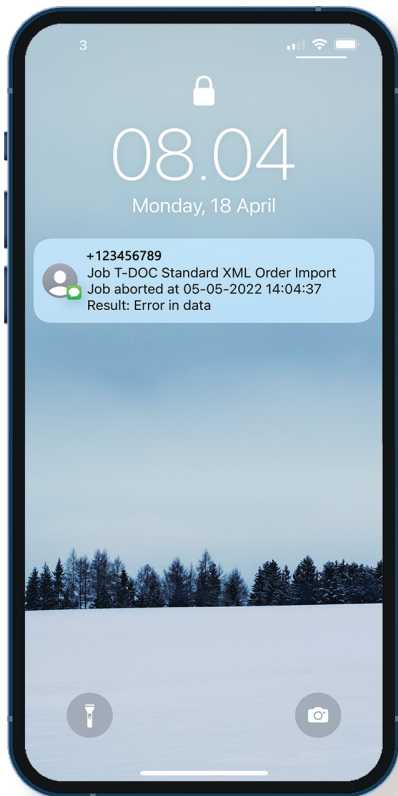 3
08.04
Monday, 18 April
+123456789
Job T-DOC Standard XML Order Import
Job aborted at 05-05-2022 14:04:37
Result: Error in data